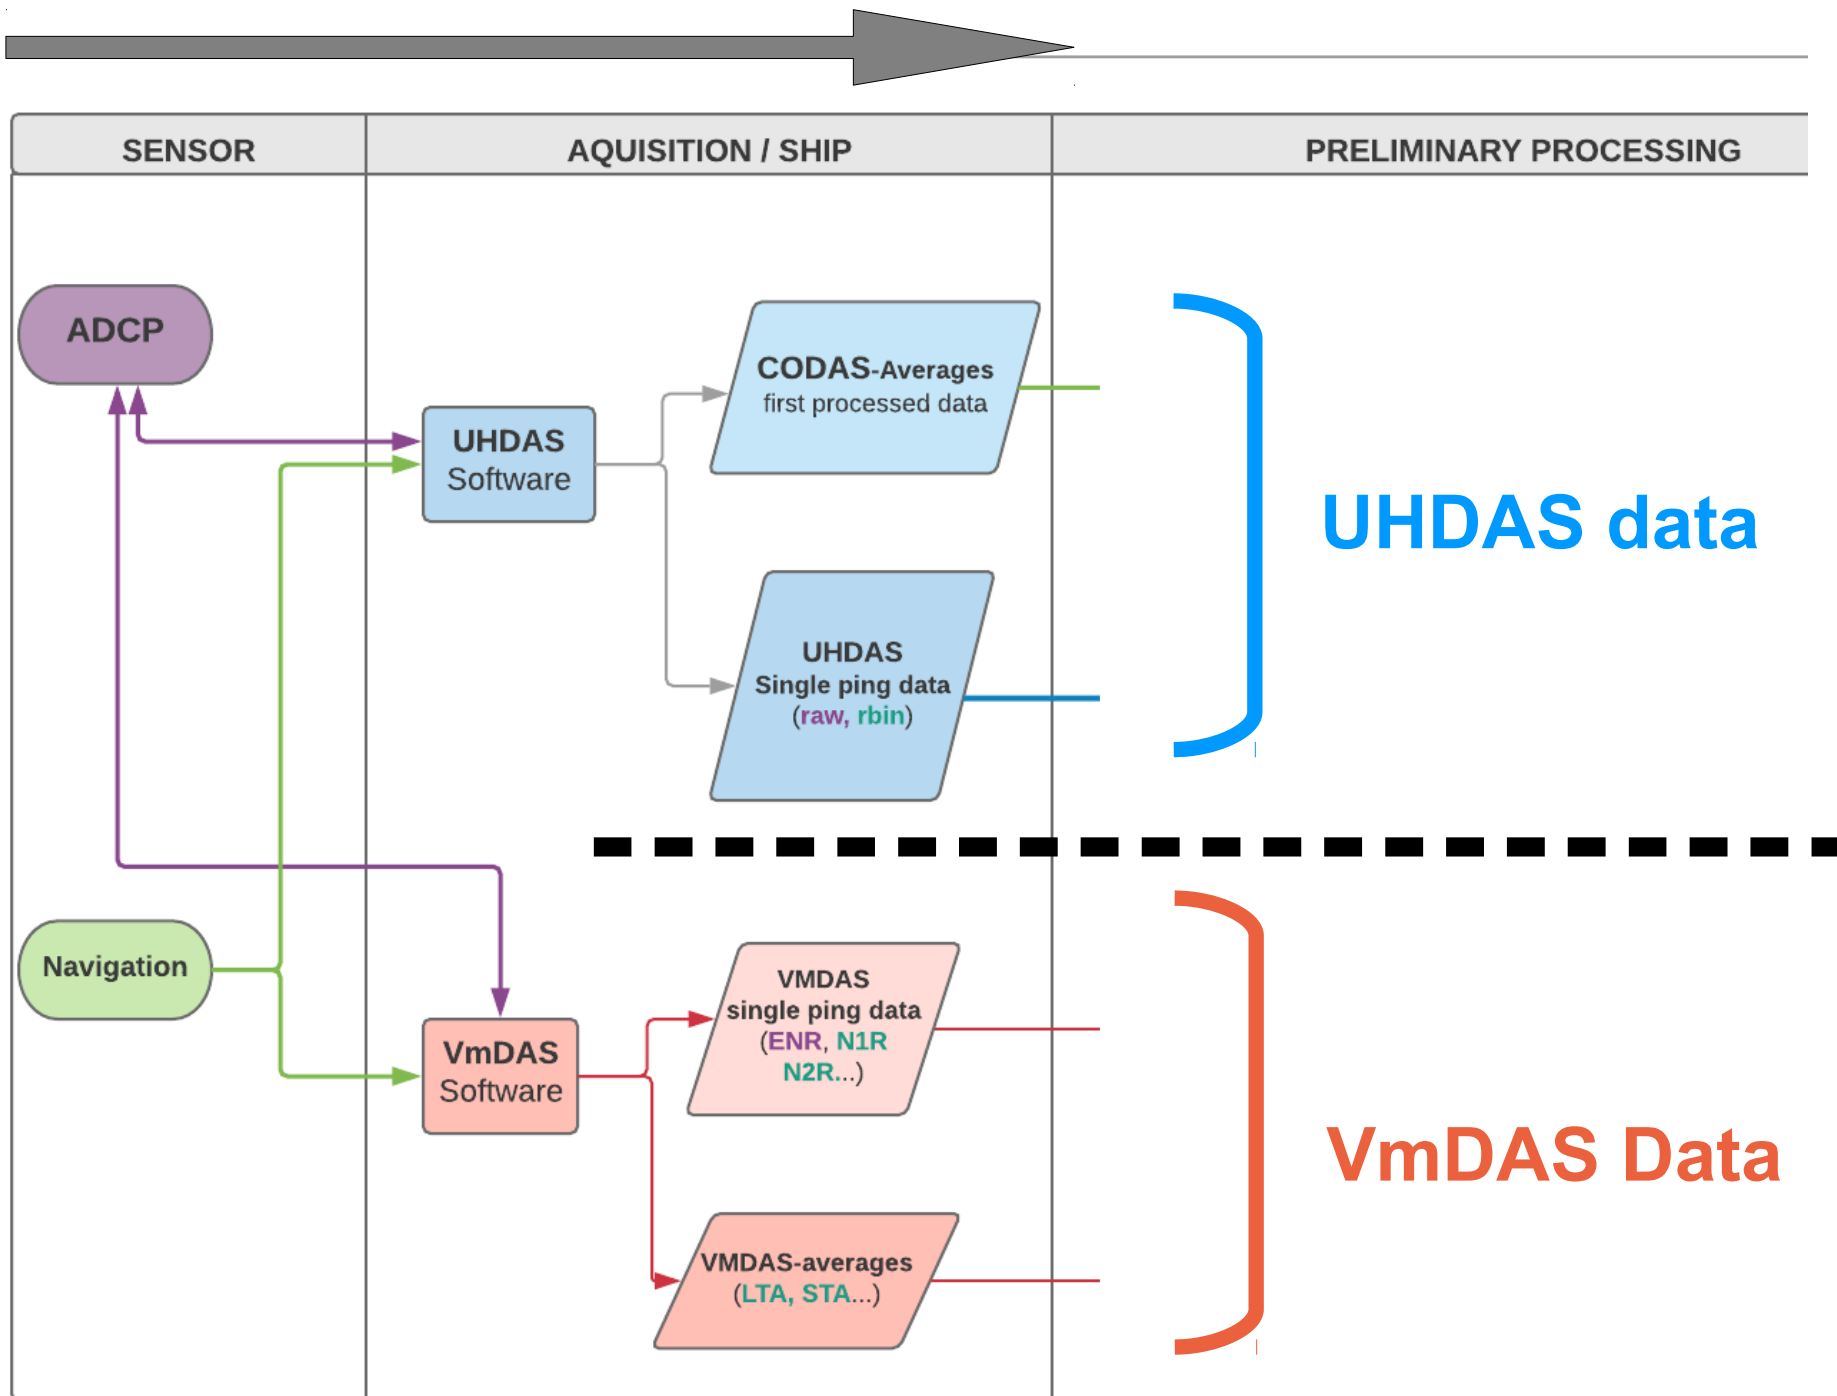 SENSOR
AQUISITION / SHIP
PRELIMINARY PROCESSING
ADCP
UHDAS
Software
CODAS-Averages
first processed data
UHDAS
Single ping data
(raw, rbin)
UHDAS data
Navigation
VmDAS
Software
VMDAS
single ping data
(ENR, N1R
N2R...)
VMDAS-averages
(LTA, STA...)
VmDAS Data